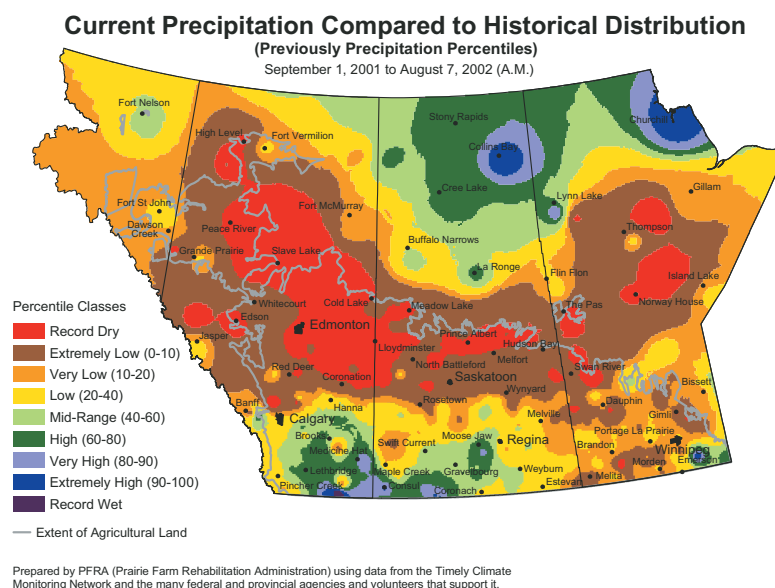 Current Precipitation Compared to Historical Distribution
(Previously Precipitation Percentiles)
September 1, 2001 to August 7, 2002 (A.M.)
Fort Nelson
Stony Rapids
Churchill
High Level
Fort Vermilion
Collins Bay
Cree Lake
Gillam
Lynn Lake
Fort St John
Fort McMurray
Peace River
Dawson
Creek
Thompson
Grande Prairie
Buffalo Narrows
Slave Lake
La Ronge
Flin Flon
Island Lake
Norway House
Cold Lake
Whitecourt
Meadow Lake
The Pas
Edson
Edmonton
Jasper
Prince Albert
Lloydminster
Hudson Bay
Melfort
North Battleford
Swan River
Red Deer
Saskatoon
Coronation
Bissett
Wynyard
Rosetown
Dauphin
Banff
Hanna
Gimli
Calgary
Melville
Portage La Prairie
Brooks
Moose Jaw
Regina
Swift Current
Brandon
Winnipeg
Medicine Hat
Lethbridge
Maple Creek
Gravelbourg
Weyburn
Morden
Emerson
Pincher Creek
Consul
Coronach
Estevan
Melita
Percentile Classes
Record Dry
Extremely Low (0-10)
Very Low (10-20)
Low (20-40)
Mid-Range (40-60)
High (60-80)
Very High (80-90)
Extremely High (90-100)
Record Wet
Extent of Agricultural Land
Prepared by PFRA (Prairie Farm Rehabilitation Administration) using data from the Timely Climate
Monitoring Network and the many federal and provincial agencies and volunteers that support it.